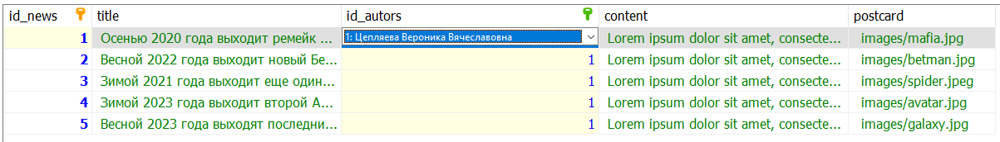 id_news title id_autors content postcard
1 Осенью 2020 года выходит ремейк ... 1: Цепляева Вероника Вячеславовна Lorem ipsum dolor sit amet, consecte... images/mafia.jpg
2 Весной 2022 года выходит новый Бе... 1 Lorem ipsum dolor sit amet, consecte... images/betman.jpg
3 Зимой 2021 года выходит еще один... 1 Lorem ipsum dolor sit amet, consecte... images/spider.jpeg
4 Зимой 2023 года выходит второй А... 1 Lorem ipsum dolor sit amet, consecte... images/avatar.jpg
5 Весной 2023 года выходят последни... 1 Lorem ipsum dolor sit amet, consecte... images/galaxy.jpg